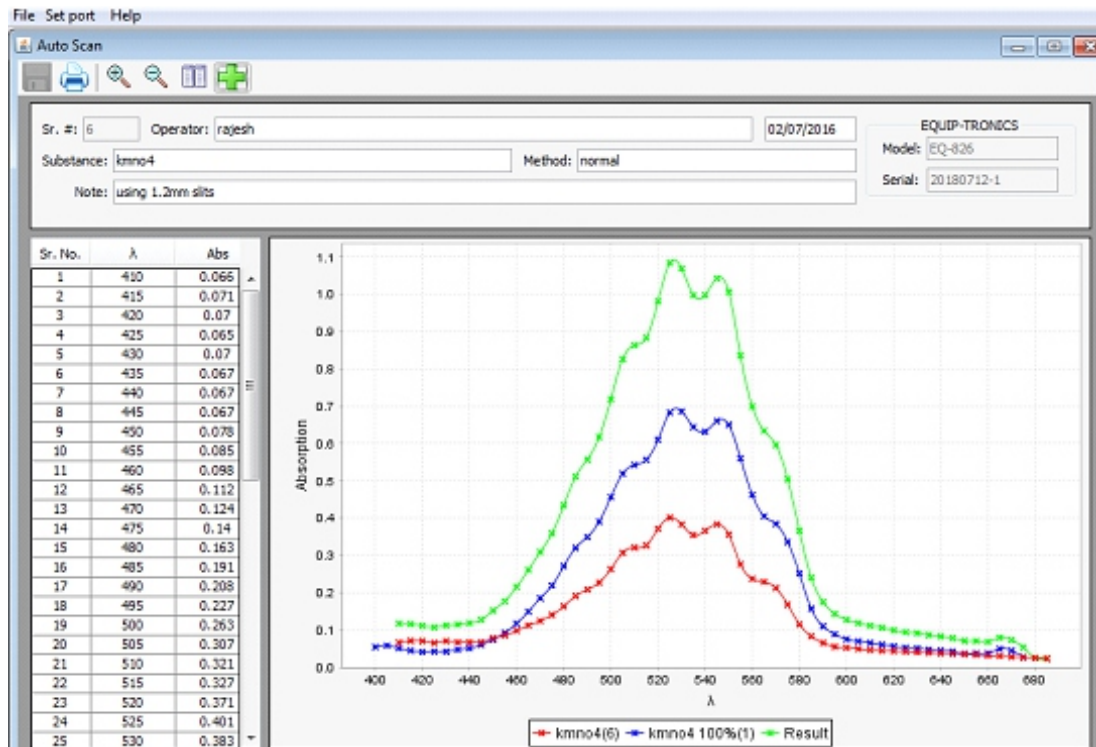 File Set port Help
Auto Scan
Sr. #: 6 Operator: rajesh 02/07/2016 EQUIP-TRONICS
Model: EQ-826
Substance: kmno4 Method: normal
Serial: 20180712-1
Note: using 1.2mm slits
Sr. No. λ Abs
1 410 0.066
2 415 0.071
3 420 0.07
4 425 0.065
5 430 0.07
6 435 0.067
7 440 0.067
8 445 0.067
9 450 0.078
10 455 0.085
11 460 0.098
12 465 0.112
13 470 0.124
14 475 0.14
15 480 0.163
16 485 0.191
17 490 0.208
18 495 0.227
19 500 0.263
20 505 0.307
21 510 0.321
22 515 0.327
23 520 0.371
24 525 0.401
25 530 0.383
Absorption
1.1
1.0
0.9
0.8
0.7
0.6
0.5
0.4
0.3
0.2
0.1
0.0
400 420 440 460 480 500 520 540 560 580 600 620 640 660 680
λ
kmno4(6) kmno4 100%(1) Result